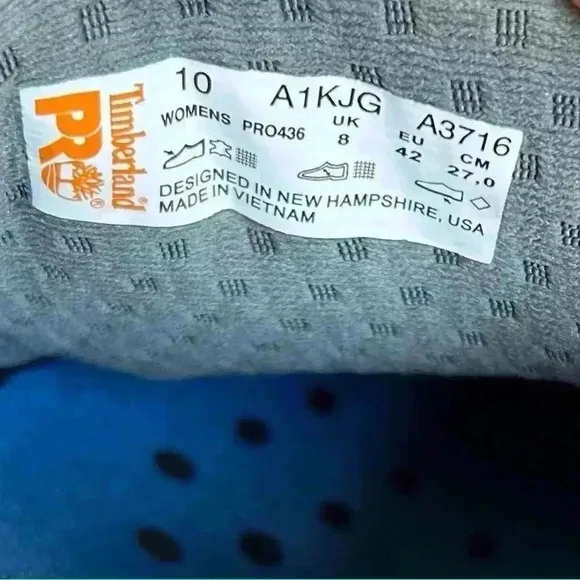 Timberland®
PRO®
10 A1KJG A3716
WOMENS PRO436 UK EU CM
8 42 27,0
DESIGNED IN NEW HAMPSHIRE, USA
MADE IN VIETNAM